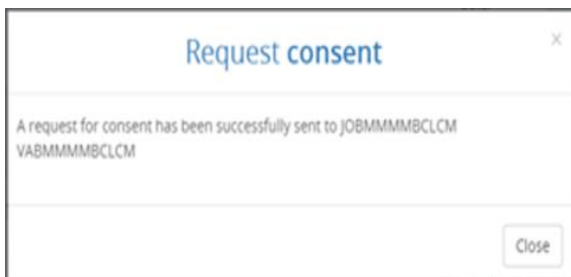 Request consent
×
A request for consent has been successfully sent to JOBMMMMBCLCM
VABMMMMBCLCM
Close